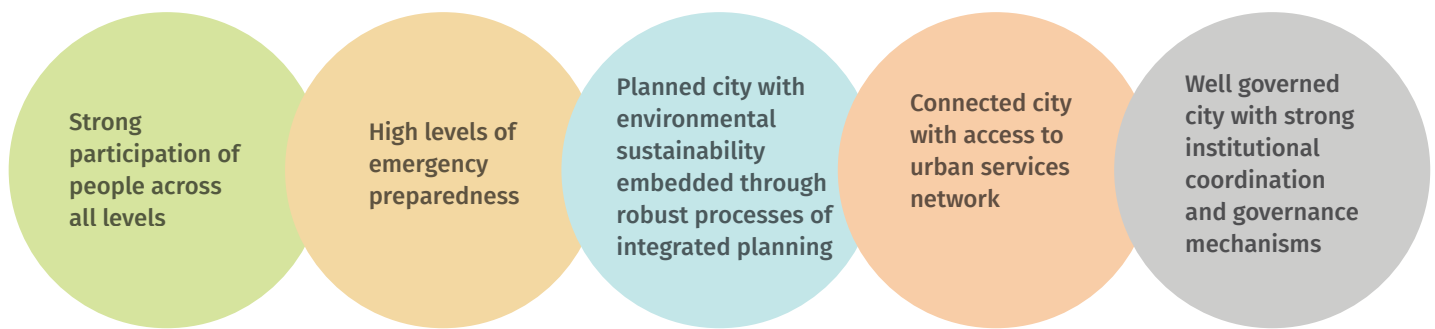 Strong
participation of
people across
all levels
High levels of
emergency
preparedness
Planned city with
environmental
sustainability
embedded through
robust processes of
integrated planning
Connected city
with access to
urban services
network
Well governed
city with strong
institutional
coordination
and governance
mechanisms